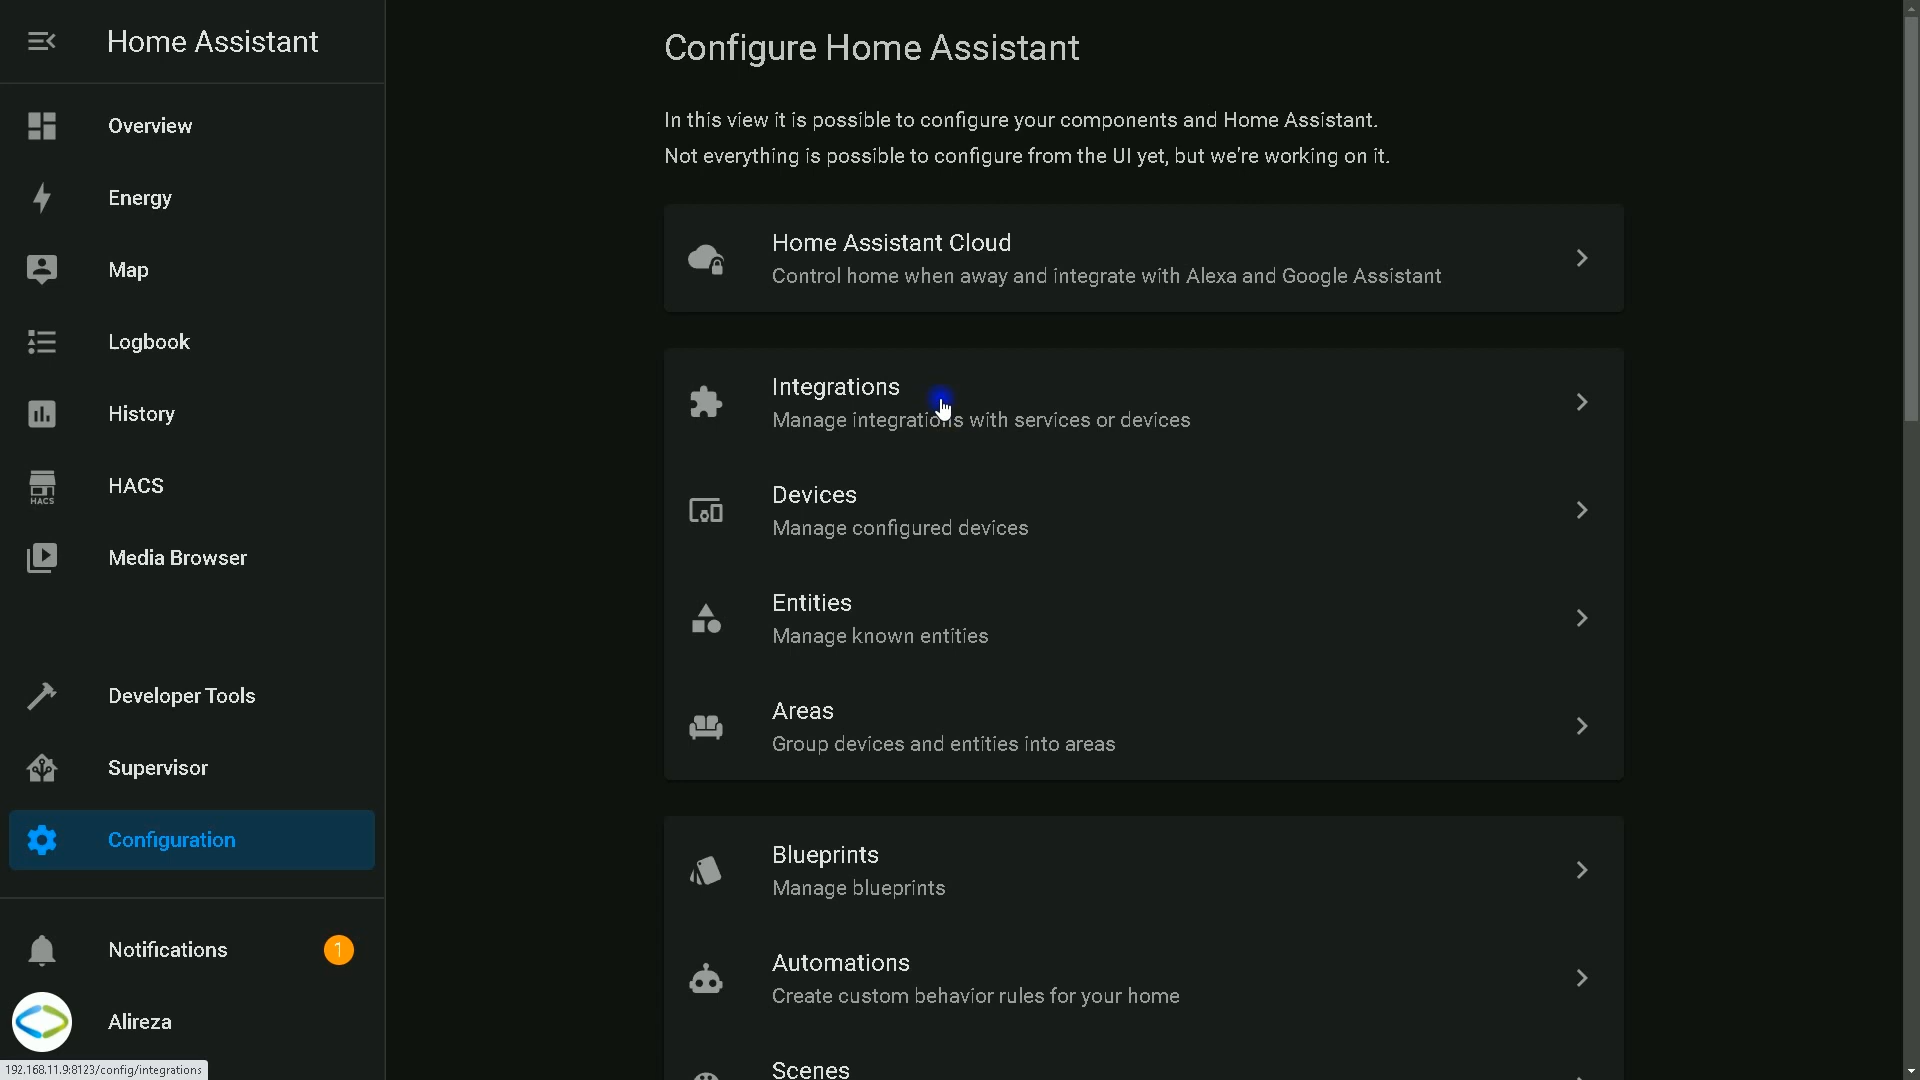 Home Assistant
Overview
Energy
Map
Logbook
History
HACS
HACS
Media Browser
Developer Tools
Supervisor
Configuration
Notifications
1
Alireza
192.168.11.9:8123/config/integrations
Configure Home Assistant
In this view it is possible to configure your components and Home Assistant.
Not everything is possible to configure from the UI yet, but we're working on it.
Home Assistant Cloud
Control home when away and integrate with Alexa and Google Assistant
Integrations
Manage integrations with services or devices
Devices
Manage configured devices
Entities
Manage known entities
Areas
Group devices and entities into areas
Blueprints
Manage blueprints
Automations
Create custom behavior rules for your home
Scenes